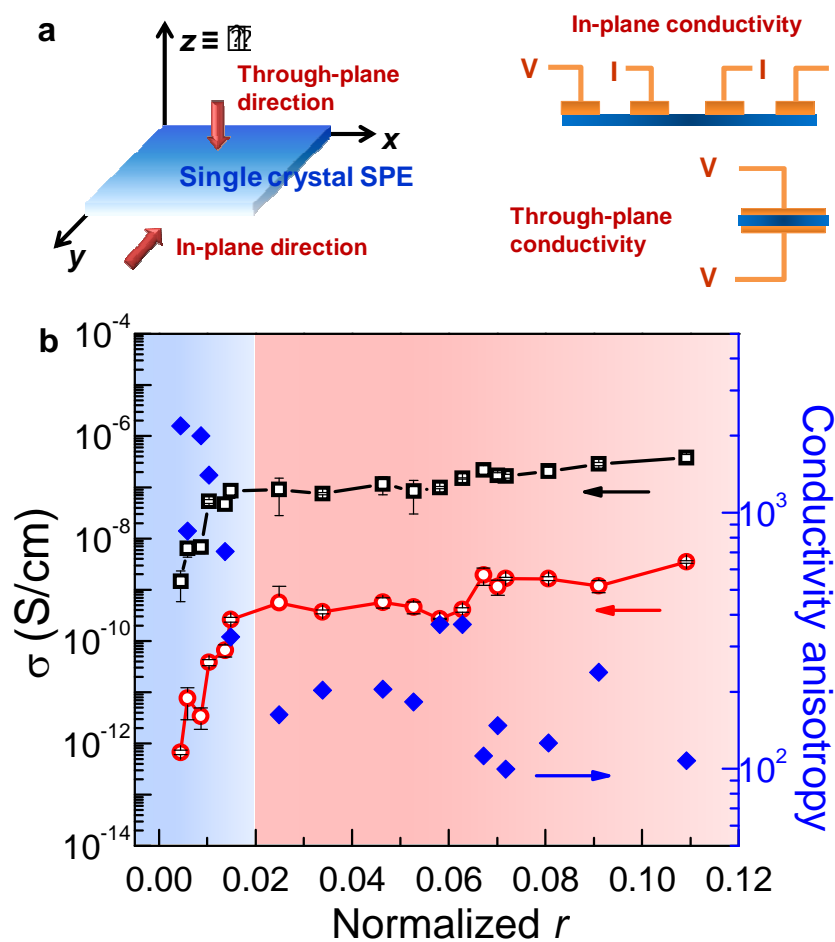 a
z ≡
Through-plane
direction
x
Single crystal SPE
y
In-plane direction
In-plane conductivity
V
I
I
Through-plane
conductivity
V
V
b
10⁻⁴
10⁻⁶
10⁻⁸
10⁻¹⁰
10⁻¹²
10⁻¹⁴
σ (S/cm)
10³
10²
Conductivity anisotropy
0.00 0.02 0.04 0.06 0.08 0.10 0.12
Normalized r